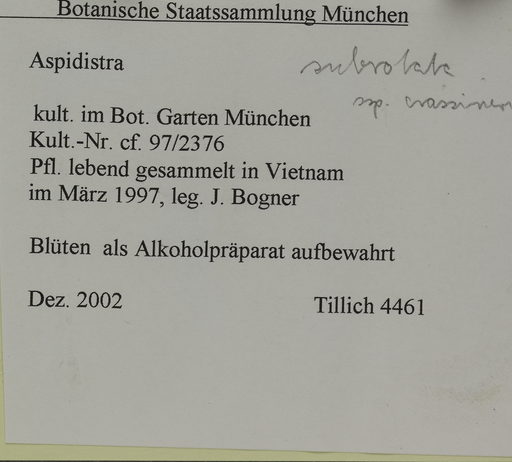 Botanische Staatssammlung München
Aspidistra subrotata
ssp. crassinerv
kult. im Bot. Garten München
Kult.-Nr. cf. 97/2376
Pfl. lebend gesammelt in Vietnam
im März 1997, leg. J. Bogner
Blüten als Alkoholpräparat aufbewahrt
Dez. 2002 Tillich 4461